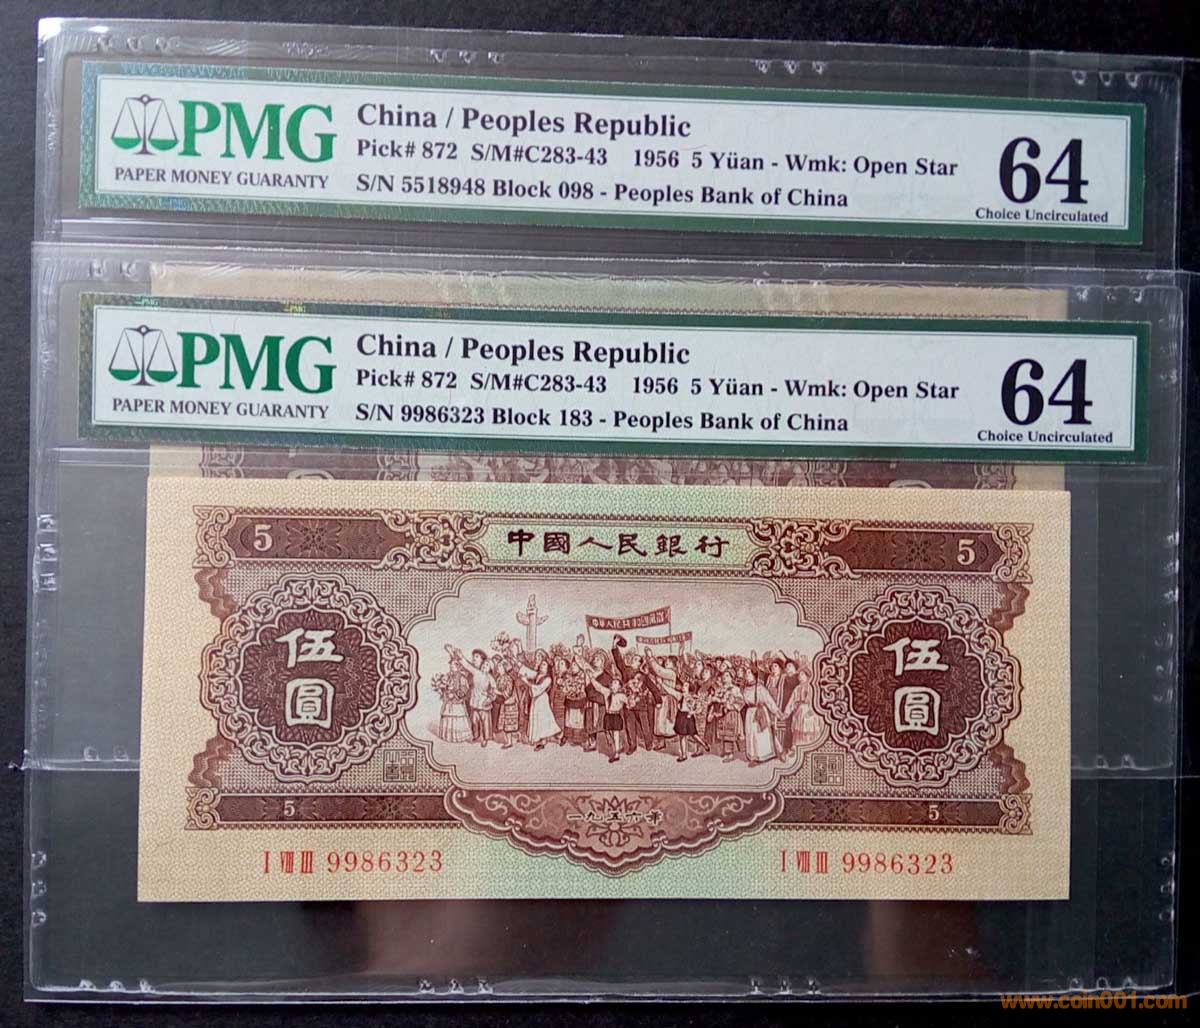 PMG
PAPER MONEY GUARANTY
China / Peoples Republic
Pick# 872 S/M#C283-43 1956 5 Yüan - Wmk: Open Star
S/N 5518948 Block 098 - Peoples Bank of China
64
Choice Uncirculated
PMG
PAPER MONEY GUARANTY
China / Peoples Republic
Pick# 872 S/M#C283-43 1956 5 Yüan - Wmk: Open Star
S/N 9986323 Block 183 - Peoples Bank of China
64
Choice Uncirculated
5
中國人民銀行
5
伍圓
伍圓
5
一九五六年
5
I VIII III 9986323
I VIII III 9986323
www.coin001.com